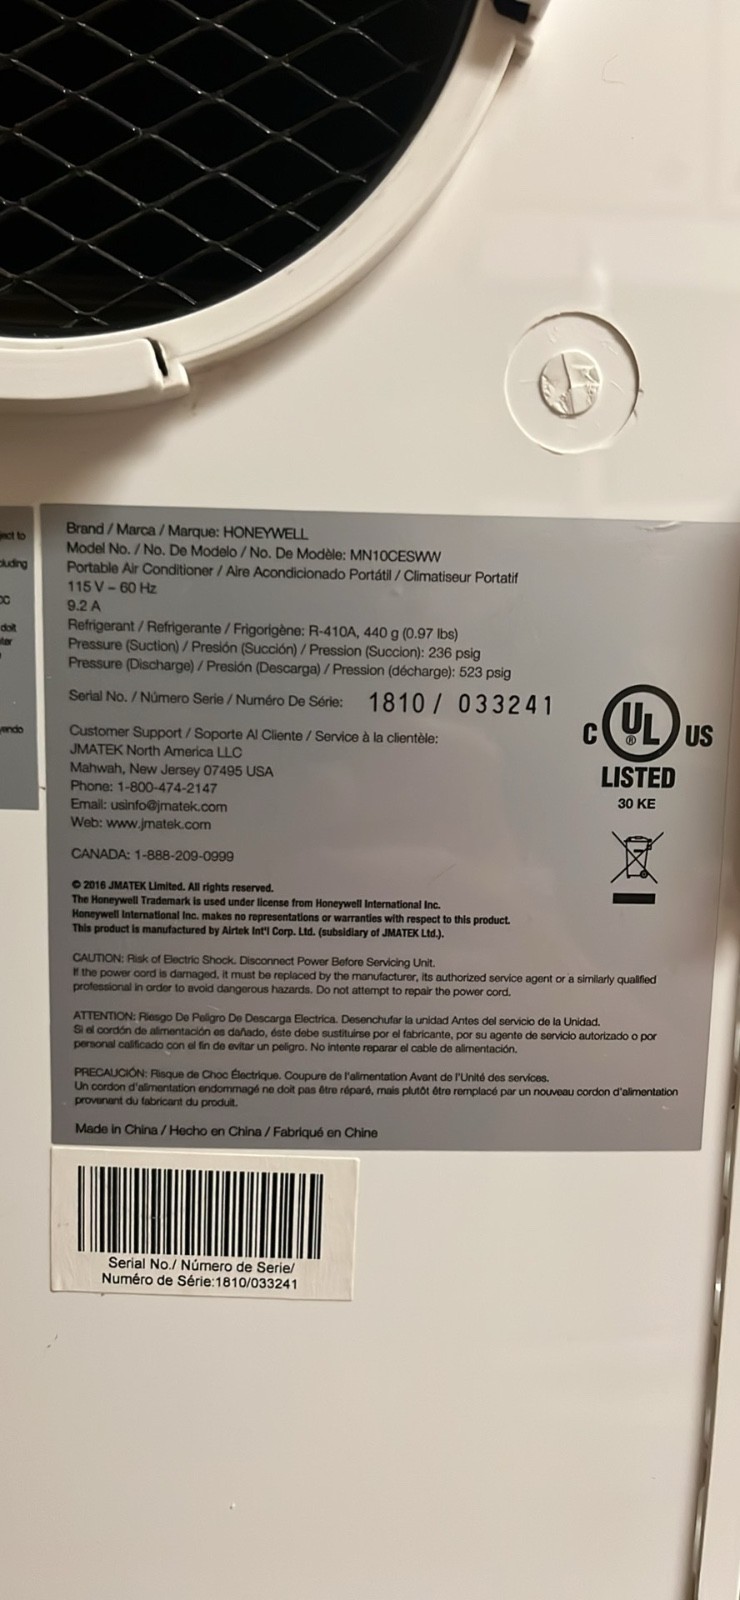 ject to
cluding
DC
doit
ter
yendo
Brand / Marca / Marque: HONEYWELL
Model No. / No. De Modelo / No. De Modèle: MN10CESWW
Portable Air Conditioner / Aire Acondicionado Portátil / Climatiseur Portatif
115 V – 60 Hz
9.2 A
Refrigerant / Refrigerante / Frigorigène: R-410A, 440 g (0.97 lbs)
Pressure (Suction) / Presión (Succión) / Pression (Succion): 236 psig
Pressure (Discharge) / Presión (Descarga) / Pression (décharge): 523 psig
Serial No. / Número Serie / Numéro De Série: 1810 / 033241
Customer Support / Soporte Al Cliente / Service à la clientèle:
JMATEK North America LLC
Mahwah, New Jersey 07495 USA
Phone: 1-800-474-2147
Email: usinfo@jmatek.com
Web: www.jmatek.com
C UL ® US
LISTED
30 KE
CANADA: 1-888-209-0999
© 2016 JMATEK Limited. All rights reserved.
The Honeywell Trademark is used under license from Honeywell International Inc.
Honeywell International Inc. makes no representations or warranties with respect to this product.
This product is manufactured by Airtek Int'l Corp. Ltd. (subsidiary of JMATEK Ltd.).
CAUTION: Risk of Electric Shock. Disconnect Power Before Servicing Unit.
If the power cord is damaged, it must be replaced by the manufacturer, its authorized service agent or a similarly qualified
professional in order to avoid dangerous hazards. Do not attempt to repair the power cord.
ATTENTION: Riesgo De Peligro De Descarga Electrica. Desenchufar la unidad Antes del servicio de la Unidad.
Si el cordón de alimentación es dañado, éste debe sustituirse por el fabricante, por su agente de servicio autorizado o por
personal calificado con el fin de evitar un peligro. No intente reparar el cable de alimentación.
PRECAUCIÓN: Risque de Choc Électrique. Coupure de l'alimentation Avant de l'Unité des services.
Un cordon d'alimentation endommagé ne doit pas être réparé, mais plutôt être remplacé par un nouveau cordon d'alimentation
provenant du fabricant du produit.
Made in China / Hecho en China / Fabriqué en Chine
Serial No./ Número de Serie/
Numéro de Série:1810/033241